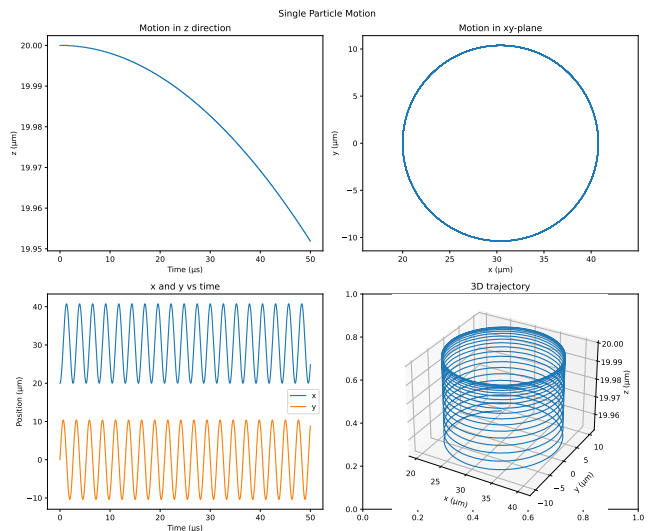 Single Particle Motion
Motion in z direction
20.00
19.99
19.98
19.97
19.96
19.95
z (μm)
0 10 20 30 40 50
Time (μs)
Motion in xy-plane
10
5
0
−5
−10
y (μm)
20 25 30 35 40
x (μm)
x and y vs time
40
30
20
10
0
−10
Position (μm)
x
y
0 10 20 30 40 50
Time (μs)
3D trajectory
1.0
0.8
0.6
0.4
0.2
0.0
0.0 0.2 0.4 0.6 0.8 1.0
20 25 30 35 40
x (μm)
−10 −5 0 5 10
y (μm)
20.00
19.99
19.98
19.97
19.96
z (μm)